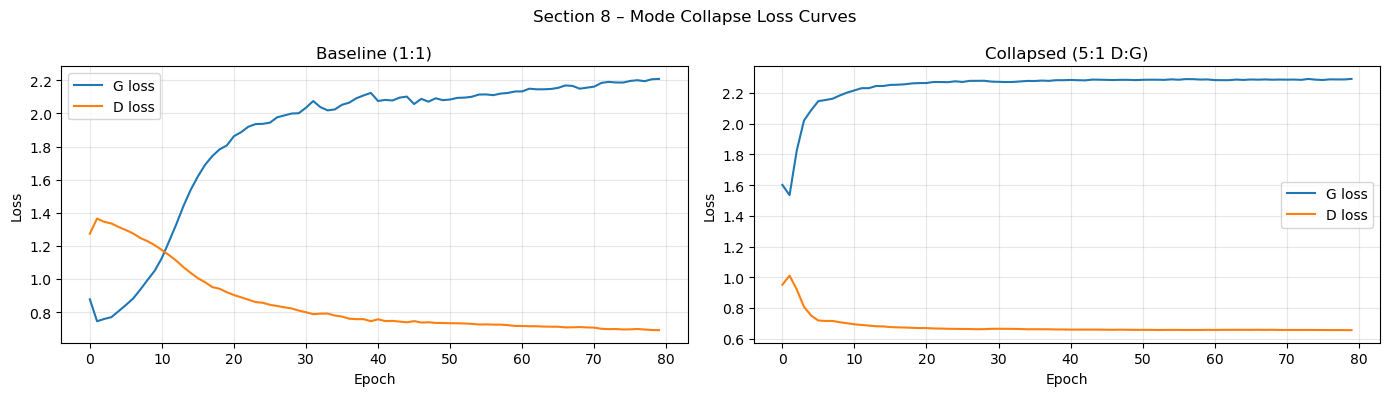 Section 8 – Mode Collapse Loss Curves
Baseline (1:1)
G loss
D loss
2.2
2.0
1.8
1.6
1.4
1.2
1.0
0.8
Loss
0 10 20 30 40 50 60 70 80
Epoch
Collapsed (5:1 D:G)
G loss
D loss
2.2
2.0
1.8
1.6
1.4
1.2
1.0
0.8
0.6
Loss
0 10 20 30 40 50 60 70 80
Epoch